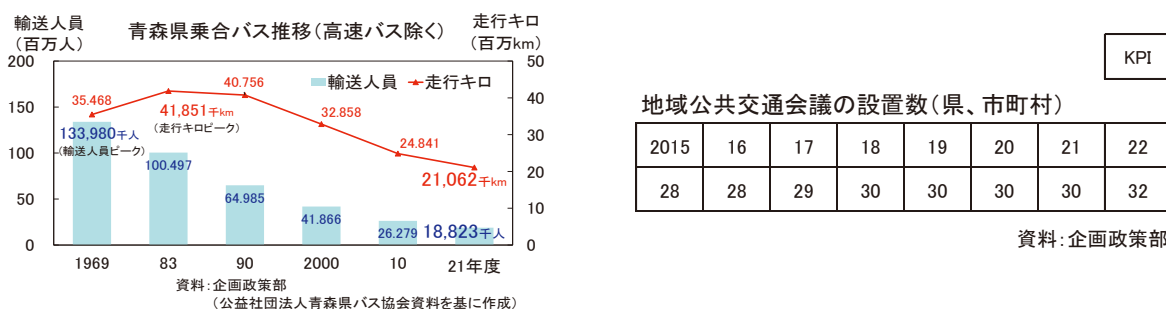 輸送人員
(百万人)
青森県乗合バス推移(高速バス除く)
走行キロ
(百万km)
200
150
100
50
0
50
40
30
20
10
0
輸送人員
走行キロ
35.468
40.756
41,851千km
(走行キロピーク)
32.858
24.841
21,062千km
133,980千人
(輸送人員ピーク)
100.497
64.985
41.866
26.279
18,823千人
1969 83 90 2000 10 21年度
資料:企画政策部
(公益社団法人青森県バス協会資料を基に作成)
KPI
地域公共交通会議の設置数(県、市町村)
2015 16 17 18 19 20 21 22
28 28 29 30 30 30 30 32
資料:企画政策部